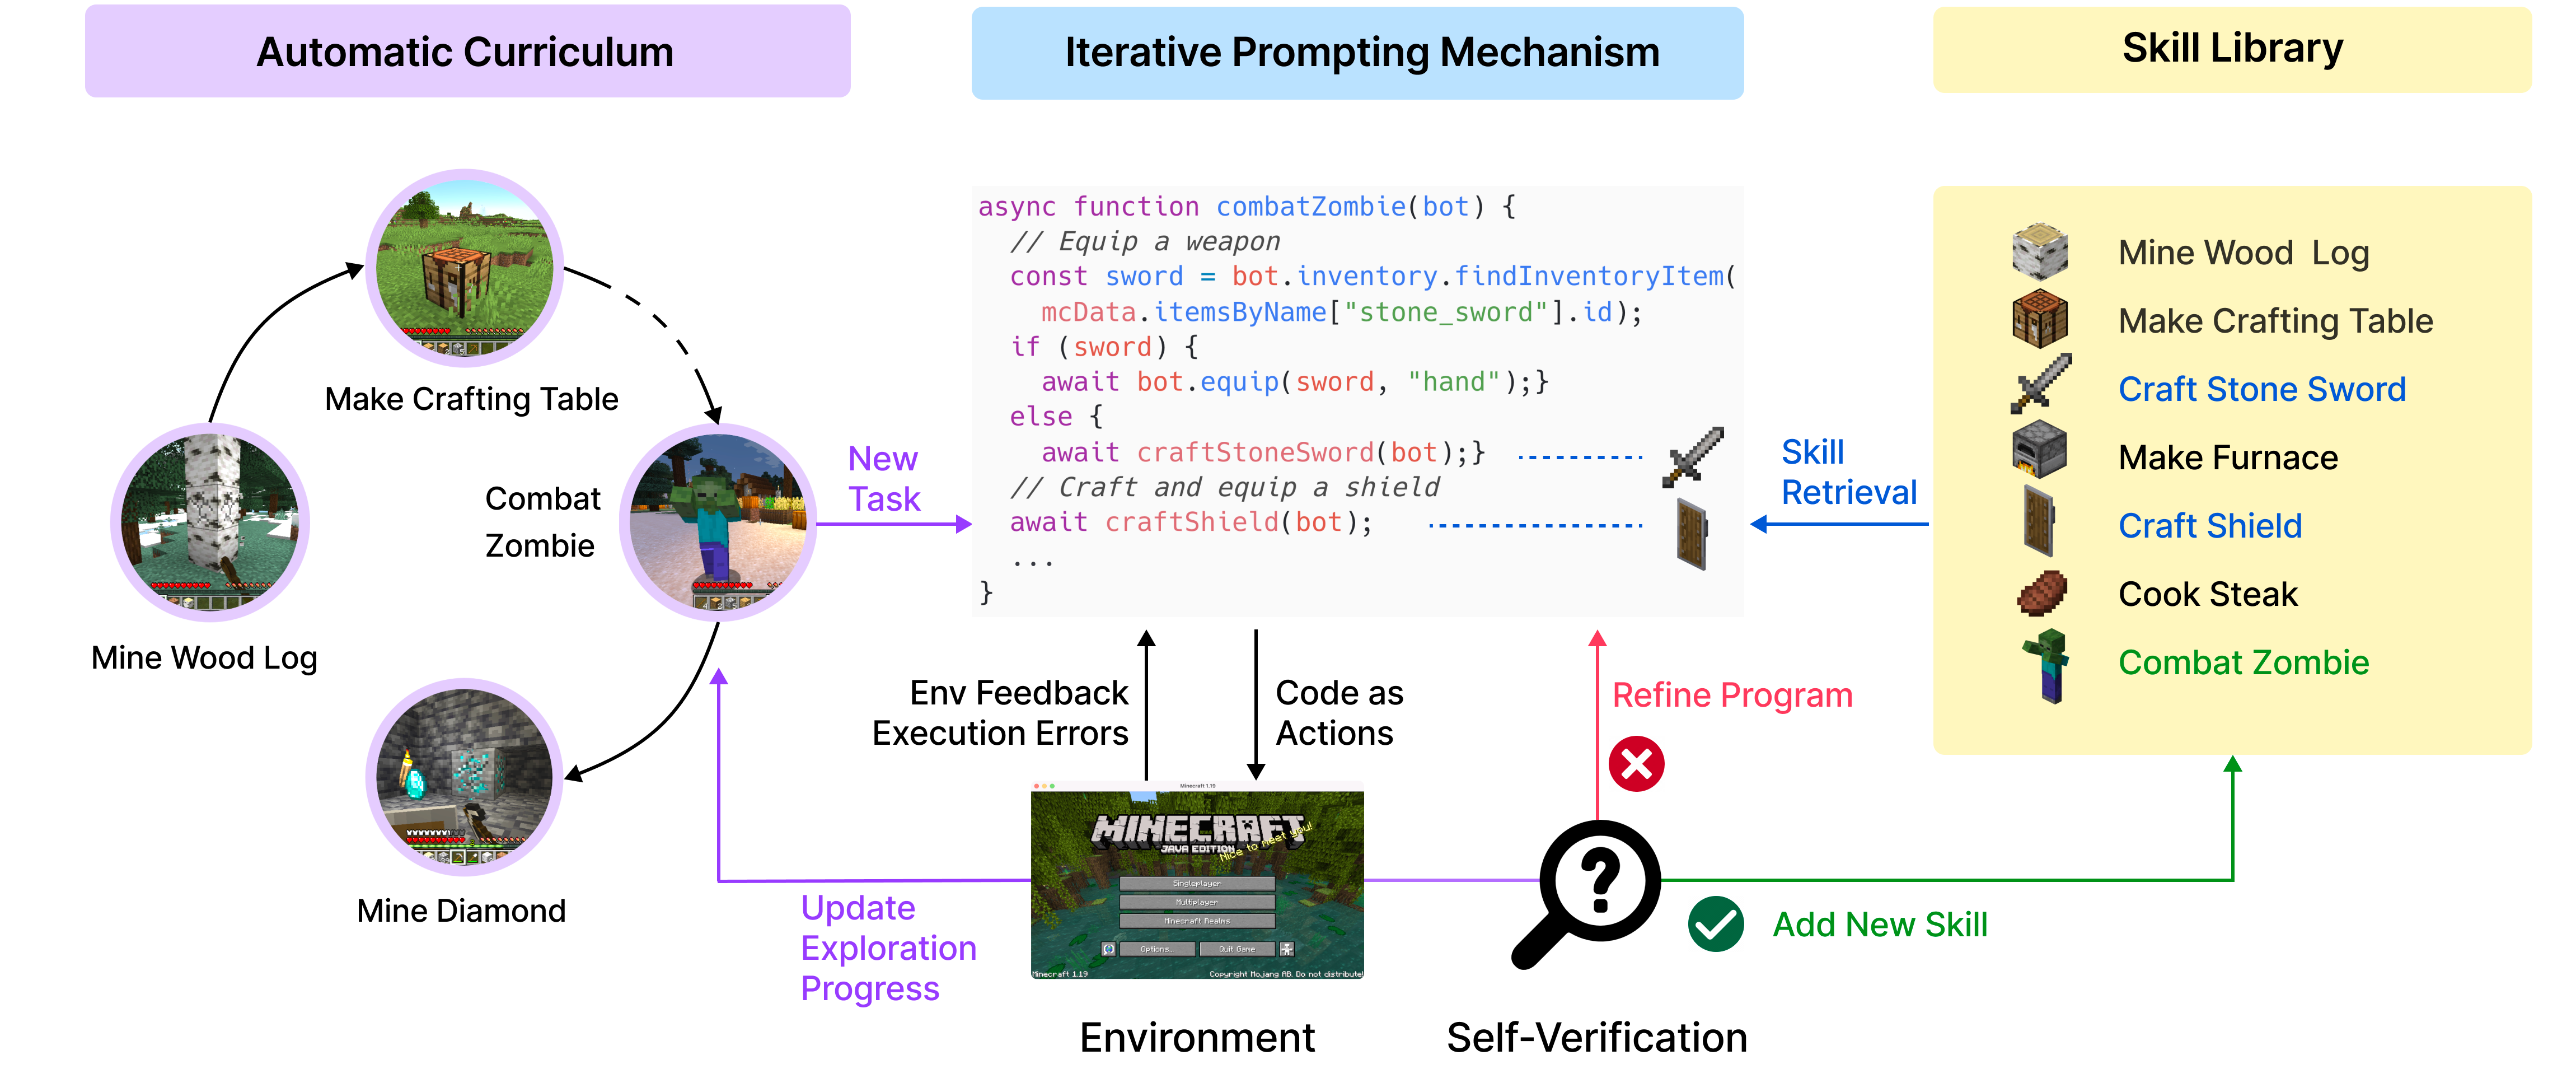 Automatic Curriculum
Iterative Prompting Mechanism
Skill Library
Make Crafting Table
Mine Wood Log
Combat
Zombie
Mine Diamond
New
Task
async function combatZombie(bot) {
// Equip a weapon
const sword = bot.inventory.findInventoryItem(
mcData.itemsByName["stone_sword"].id);
if (sword) {
await bot.equip(sword, "hand");}
else {
await craftStoneSword(bot);}
// Craft and equip a shield
await craftShield(bot);
...
}
Skill
Retrieval
Mine Wood Log
Make Crafting Table
Craft Stone Sword
Make Furnace
Craft Shield
Cook Steak
Combat Zombie
Env Feedback
Execution Errors
Code as
Actions
Refine Program
Update
Exploration
Progress
Minecraft 1.19
MINECRAFT
JAVA EDITION
Nice to meet you!
Singleplayer
Multiplayer
Minecraft Realms
Options...
Quit Game
Minecraft 1.19
Copyright Mojang AB. Do not distribute!
?
Add New Skill
Environment
Self-Verification